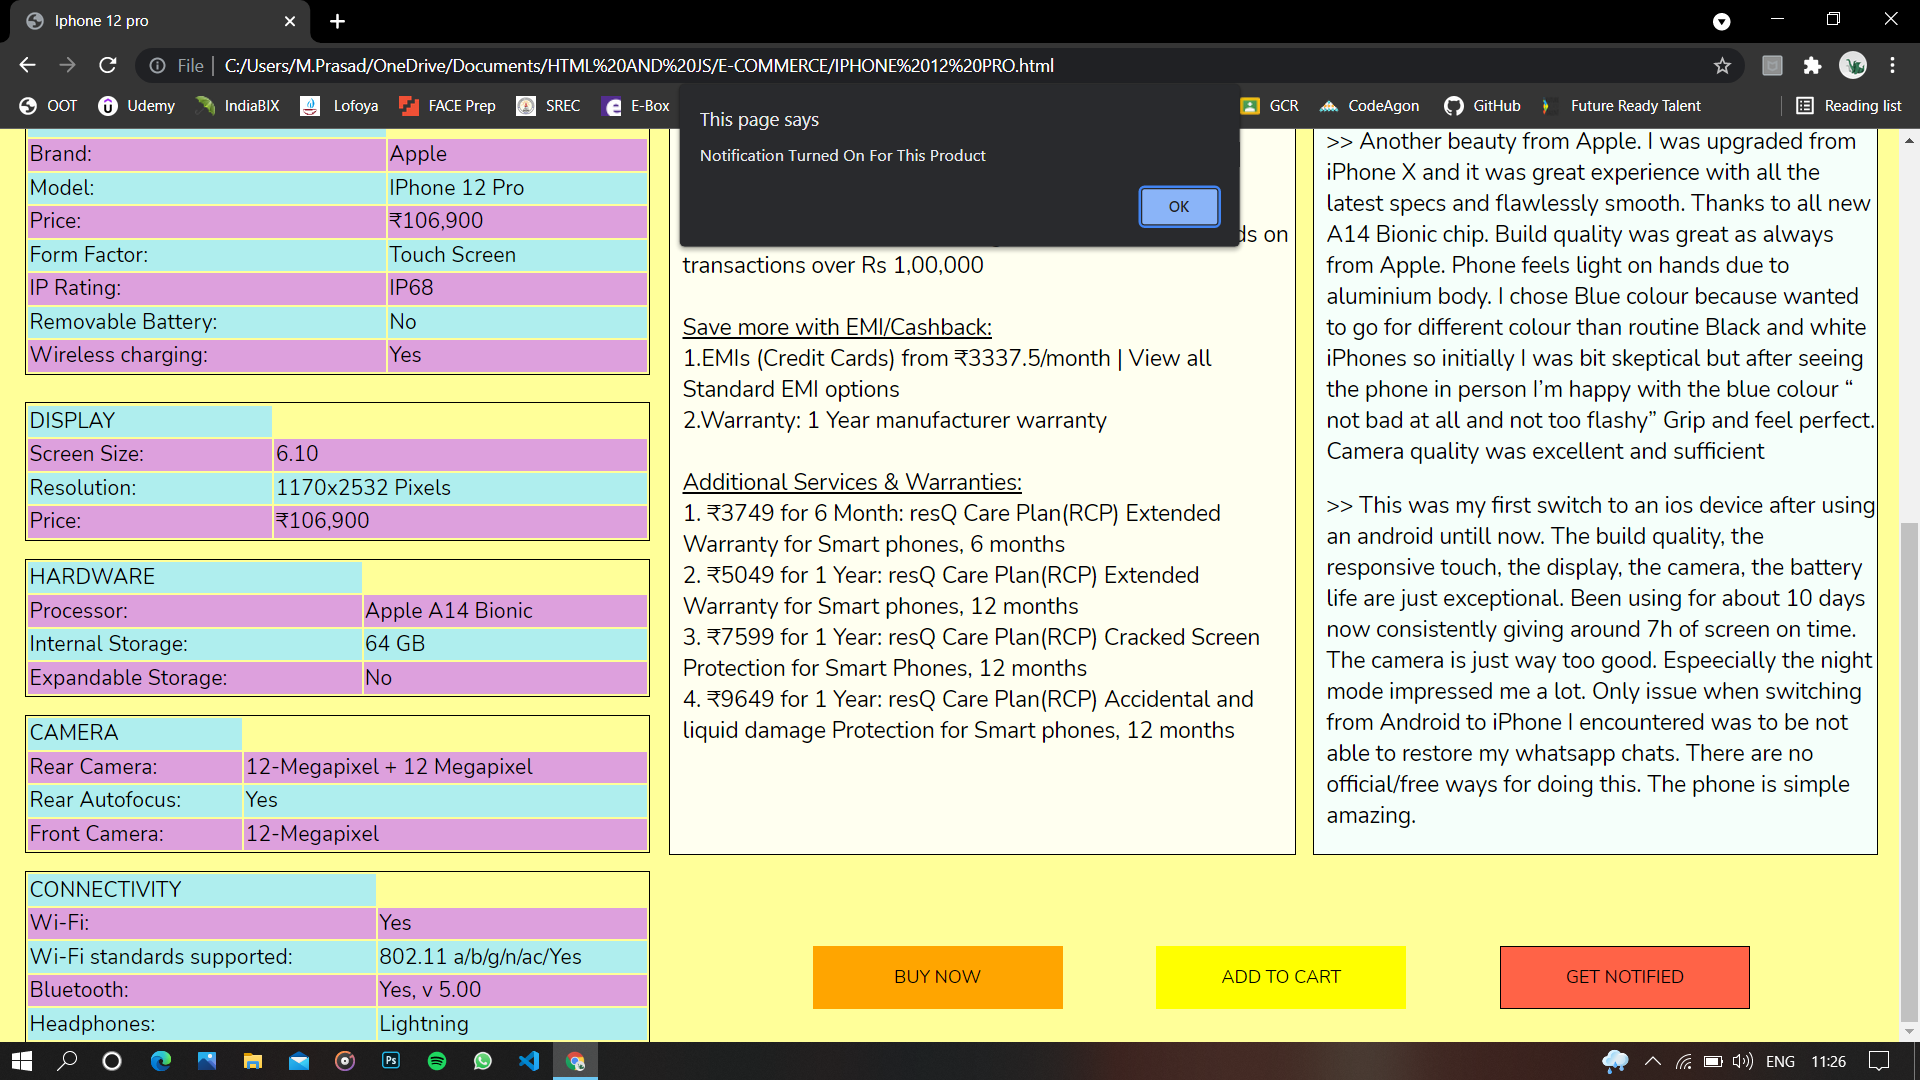 Iphone 12 pro
File
C:/Users/M.Prasad/OneDrive/Documents/HTML%20AND%20JS/E-COMMERCE/IPHONE%2012%20PRO.html
OOT
Udemy
IndiaBIX
Lofoya
FACE Prep
SREC
E-Box
GCR
CodeAgon
GitHub
Future Ready Talent
Reading list
This page says
Notification Turned On For This Product
OK
Brand: Apple
Model: IPhone 12 Pro
Price: ₹106,900
Form Factor: Touch Screen
IP Rating: IP68
Removable Battery: No
Wireless charging: Yes
DISPLAY
Screen Size: 6.10
Resolution: 1170x2532 Pixels
Price: ₹106,900
HARDWARE
Processor: Apple A14 Bionic
Internal Storage: 64 GB
Expandable Storage: No
CAMERA
Rear Camera: 12-Megapixel + 12 Megapixel
Rear Autofocus: Yes
Front Camera: 12-Megapixel
CONNECTIVITY
Wi-Fi: Yes
Wi-Fi standards supported: 802.11 a/b/g/n/ac/Yes
Bluetooth: Yes, v 5.00
Headphones: Lightning
on
transactions over Rs 1,00,000
Save more with EMI/Cashback:
1.EMIs (Credit Cards) from ₹3337.5/month | View all
Standard EMI options
2.Warranty: 1 Year manufacturer warranty
Additional Services & Warranties:
1. ₹3749 for 6 Month: resQ Care Plan(RCP) Extended
Warranty for Smart phones, 6 months
2. ₹5049 for 1 Year: resQ Care Plan(RCP) Extended
Warranty for Smart phones, 12 months
3. ₹7599 for 1 Year: resQ Care Plan(RCP) Cracked Screen
Protection for Smart Phones, 12 months
4. ₹9649 for 1 Year: resQ Care Plan(RCP) Accidental and
liquid damage Protection for Smart phones, 12 months
>> Another beauty from Apple. I was upgraded from
iPhone X and it was great experience with all the
latest specs and flawlessly smooth. Thanks to all new
A14 Bionic chip. Build quality was great as always
from Apple. Phone feels light on hands due to
aluminium body. I chose Blue colour because wanted
to go for different colour than routine Black and white
iPhones so initially I was bit skeptical but after seeing
the phone in person I’m happy with the blue colour “
not bad at all and not too flashy” Grip and feel perfect.
Camera quality was excellent and sufficient
>> This was my first switch to an ios device after using
an android untill now. The build quality, the
responsive touch, the display, the camera, the battery
life are just exceptional. Been using for about 10 days
now consistently giving around 7h of screen on time.
The camera is just way too good. Espeecially the night
mode impressed me a lot. Only issue when switching
from Android to iPhone I encountered was to be not
able to restore my whatsapp chats. There are no
official/free ways for doing this. The phone is simple
amazing.
BUY NOW
ADD TO CART
GET NOTIFIED
ENG
11:26